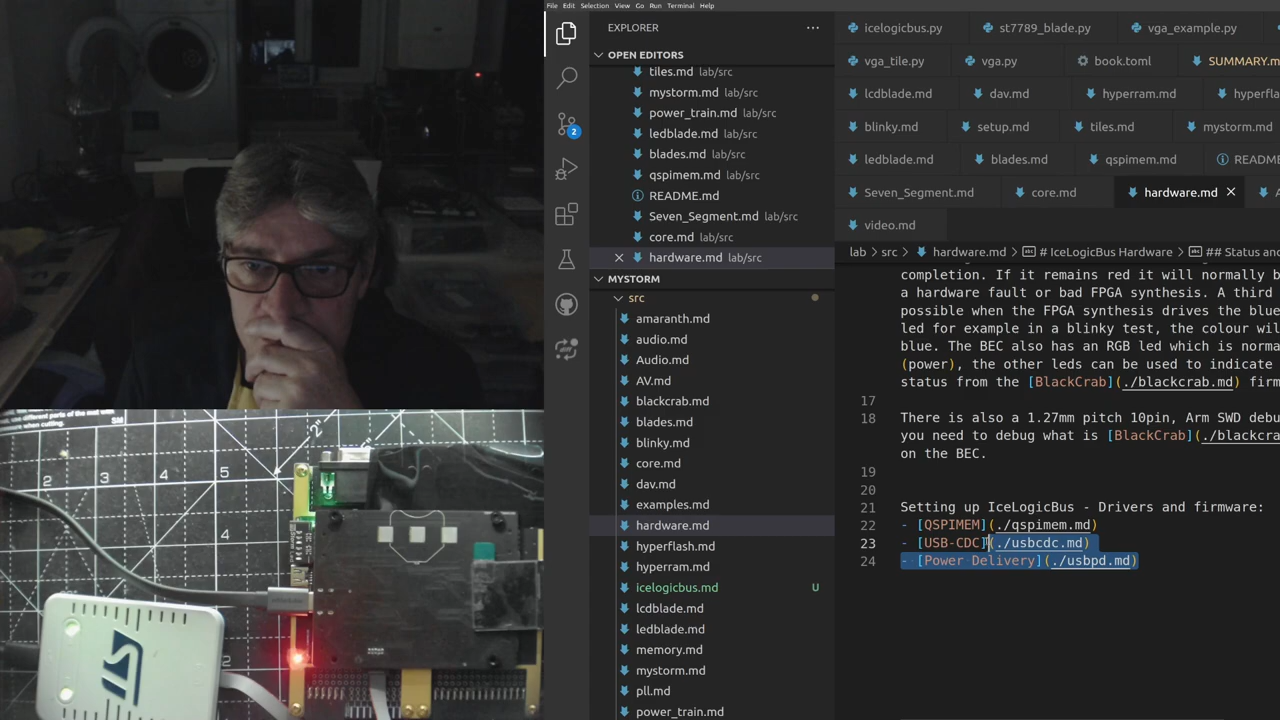 File Edit Selection View Go Run Terminal Help
EXPLORER
OPEN EDITORS
tiles.md lab/src
mystorm.md lab/src
power_train.md lab/src
ledblade.md lab/src
blades.md lab/src
qspimem.md lab/src
README.md
Seven_Segment.md lab/src
core.md lab/src
hardware.md lab/src
MYSTORM
src
amaranth.md
audio.md
Audio.md
AV.md
blackcrab.md
blades.md
blinky.md
core.md
dav.md
examples.md
hardware.md
hyperflash.md
hyperram.md
icelogicbus.md U
lcdblade.md
ledblade.md
memory.md
mystorm.md
pll.md
power_train.md
2
icelogicbus.py st7789_blade.py vga_example.py
vga_tile.py vga.py book.toml SUMMARY.m
lcdblade.md dav.md hyperram.md hyperfla
blinky.md setup.md tiles.md mystorm.md
ledblade.md blades.md qspimem.md README
Seven_Segment.md core.md hardware.md
video.md
lab > src > hardware.md > # IceLogicBus Hardware > ## Status an
completion. If it remains red it will normally b
a hardware fault or bad FPGA synthesis. A third
possible when the FPGA synthesis drives the blue
led for example in a blinky test, the colour wil
blue. The BEC also has an RGB led which is norma
(power), the other leds can be used to indicate
status from the [BlackCrab](./blackcrab.md) firm
17
18 There is also a 1.27mm pitch 10pin, Arm SWD debu
you need to debug what is [BlackCrab](./blackcra
on the BEC.
19
20
21 Setting up IceLogicBus - Drivers and firmware:
22 - [QSPIMEM](./qspimem.md)
23 - [USB-CDC](./usbcdc.md)
24 - [Power Delivery](./usbpd.md)
when cutting.
2 3 4 5
2"
4
2